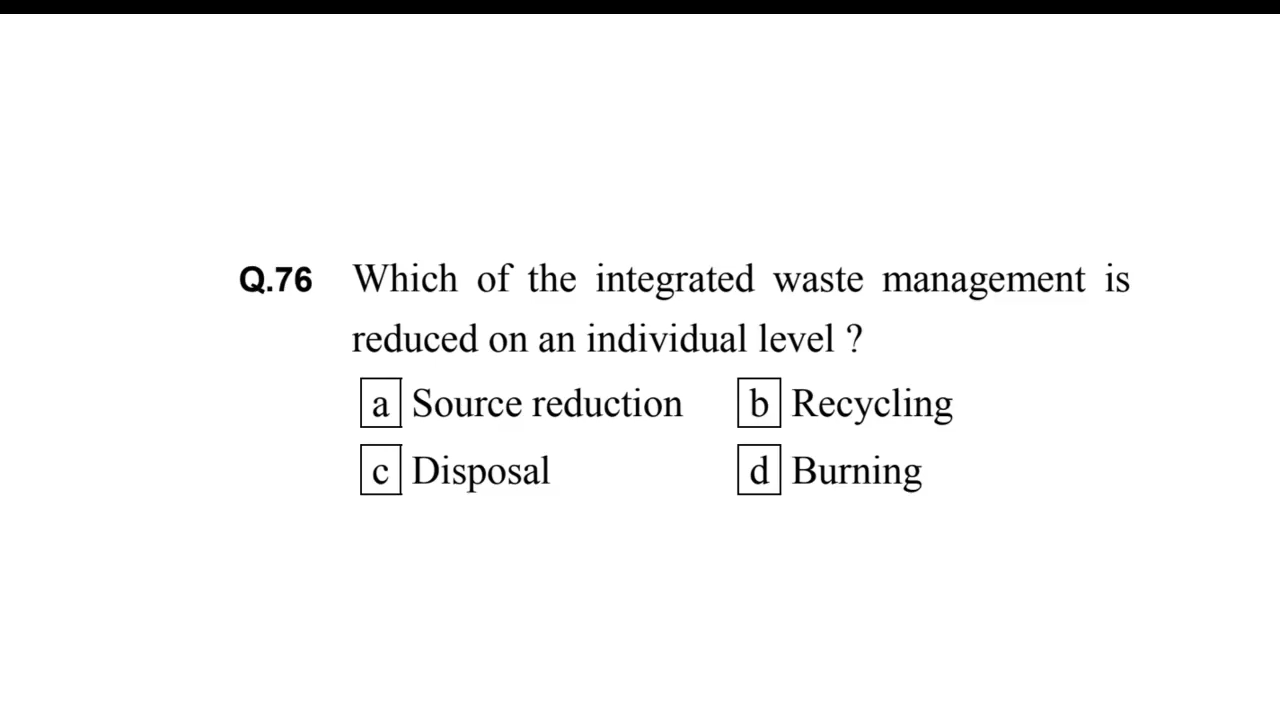 Q.76 Which of the integrated waste management is
reduced on an individual level ?
a Source reduction b Recycling
c Disposal d Burning